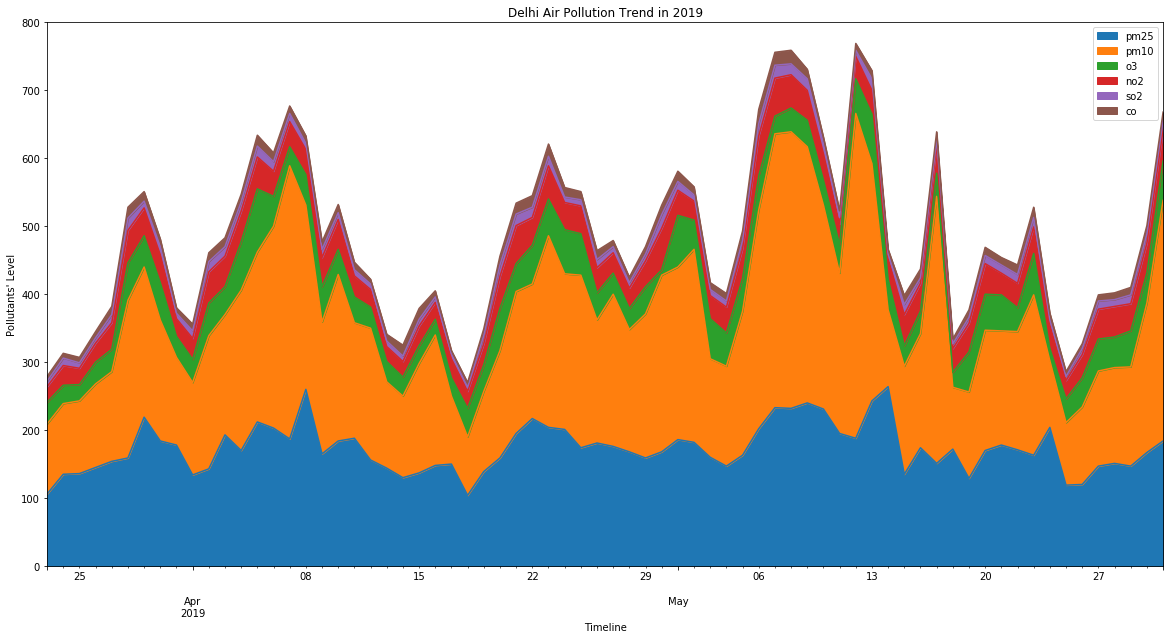 Delhi Air Pollution Trend in 2019
800
700
600
500
400
300
200
100
0
Pollutants' Level
pm25
pm10
o3
no2
so2
co
25 08 15 22 29 06 13 20 27
Apr May
2019
Timeline